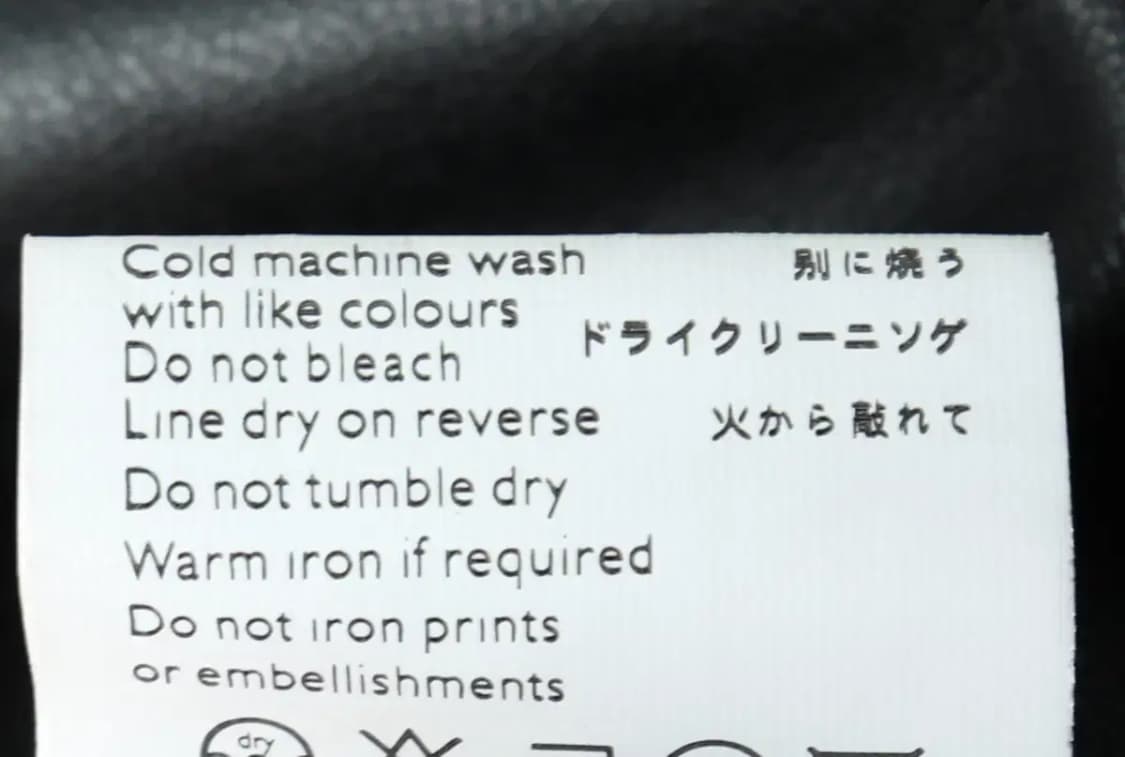 Cold machine wash
with like colours
Do not bleach
Line dry on reverse
Do not tumble dry
Warm iron if required
Do not iron prints
or embellishments
別に焼う
ドライクリーニソゲ
火から敲れて
dry